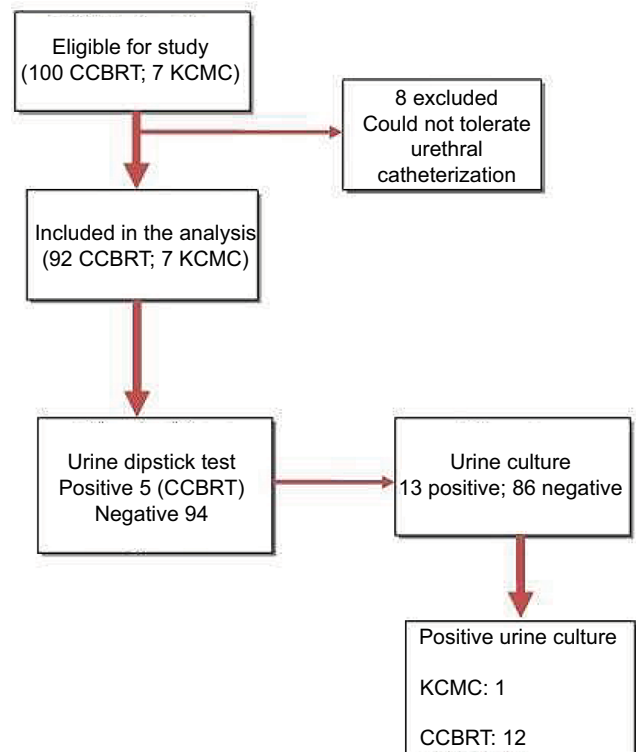 Eligible for study
(100 CCBRT; 7 KCMC)
8 excluded
Could not tolerate
urethral
catheterization
Included in the analysis
(92 CCBRT; 7 KCMC)
Urine dipstick test
Positive 5 (CCBRT)
Negative 94
Urine culture
13 positive; 86 negative
Positive urine culture
KCMC: 1
CCBRT: 12